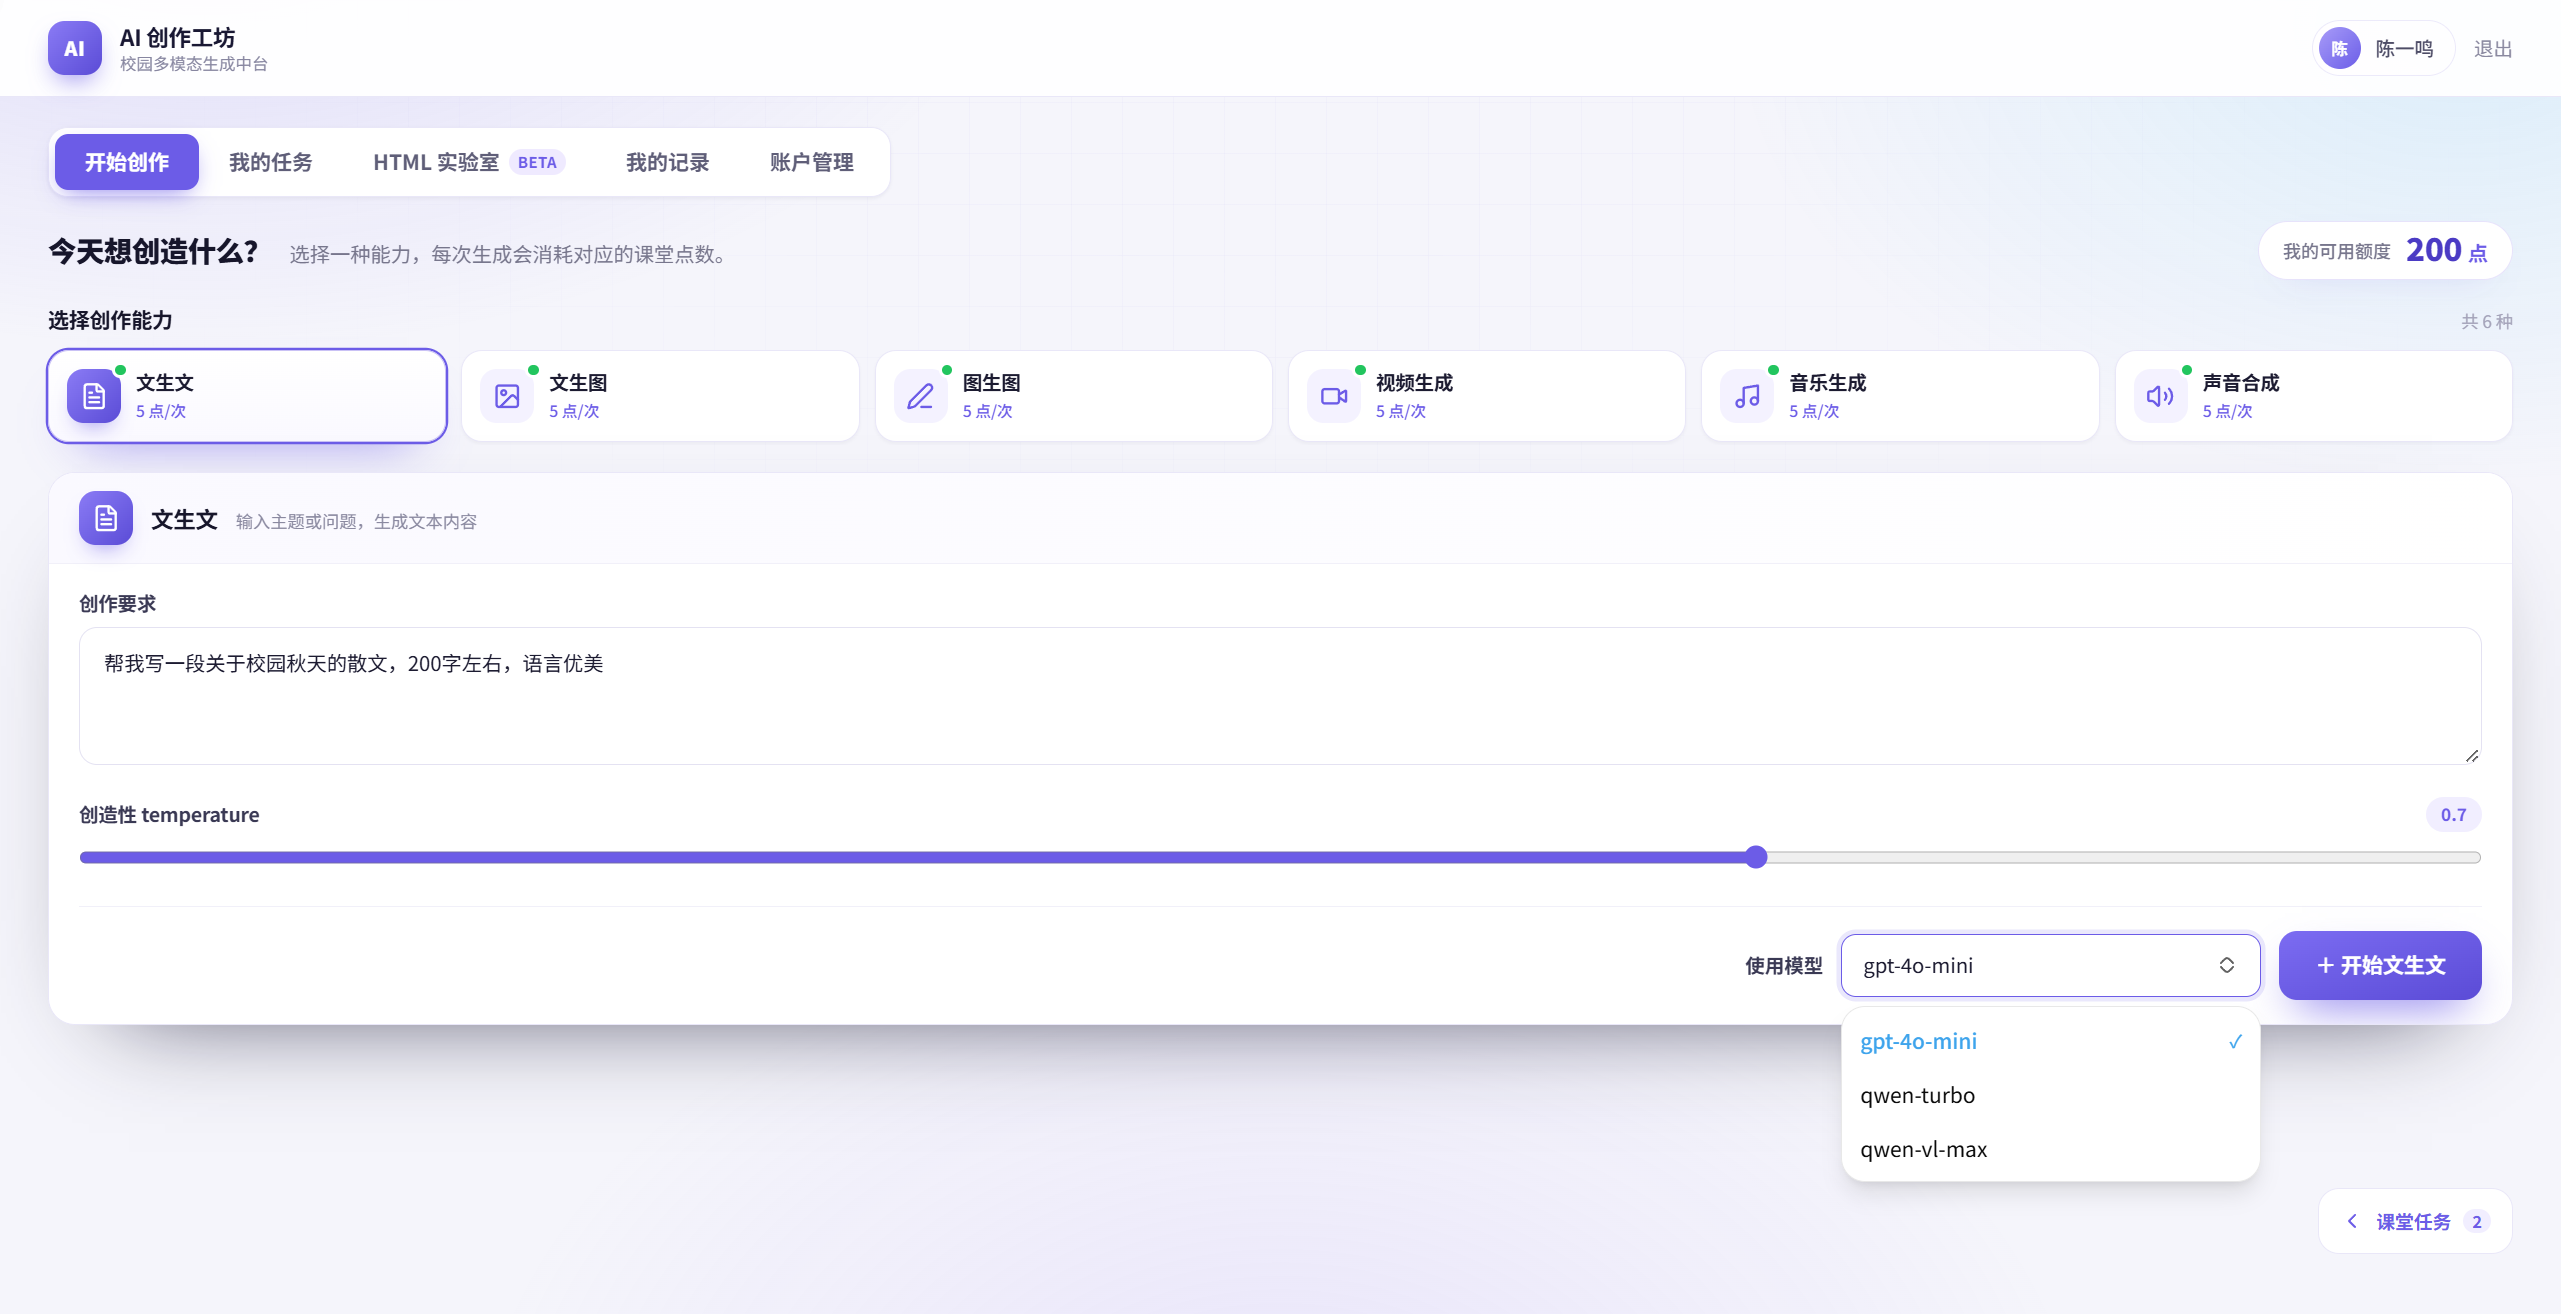 AI
AI 创作工坊
校园多模态生成中台
陈
陈一鸣
退出
开始创作
我的任务
HTML 实验室 BETA
我的记录
账户管理
今天想创造什么？
选择一种能力，每次生成会消耗对应的课堂点数。
我的可用额度 200 点
选择创作能力
共 6 种
文生文
5 点/次
文生图
5 点/次
图生图
5 点/次
视频生成
5 点/次
音乐生成
5 点/次
声音合成
5 点/次
文生文
输入主题或问题，生成文本内容
创作要求
帮我写一段关于校园秋天的散文，200字左右，语言优美
创造性 temperature
0.7
使用模型
gpt-4o-mini
+ 开始文生文
gpt-4o-mini ✓
qwen-turbo
qwen-vl-max
课堂任务 2